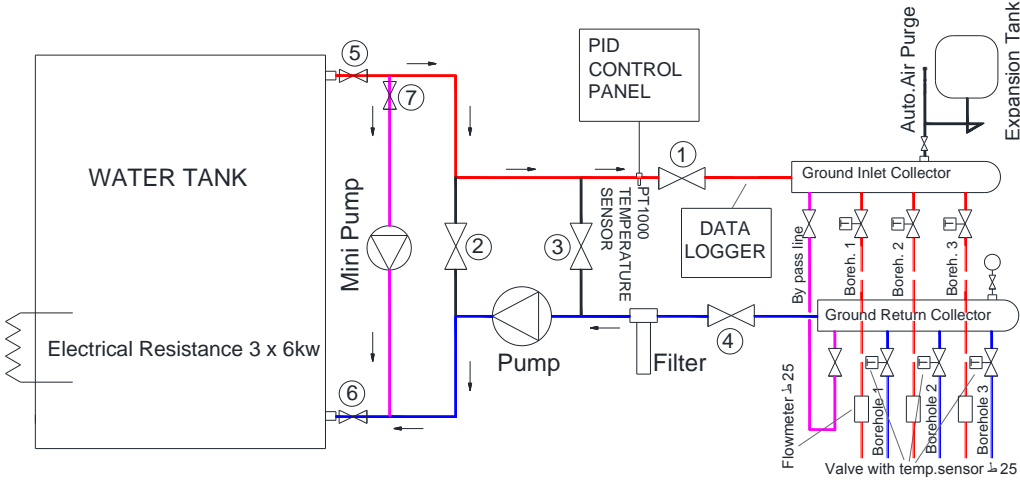 5
7
WATER TANK
Mini Pump
Electrical Resistance 3 x 6kw
6
2
3
Pump
PID
CONTROL
PANEL
PT1000
TEMPERATURE
SENSOR
1
DATA
LOGGER
Filter
4
Auto.Air Purge
Expansion Tank
Ground Inlet Collector
By pass line
T
Boreh. 1
T
Boreh. 2
T
Boreh. 3
Ground Return Collector
T
T
T
Flowmeter 25
Borehole 1
Borehole 2
Borehole 3
Valve with temp.sensor 25